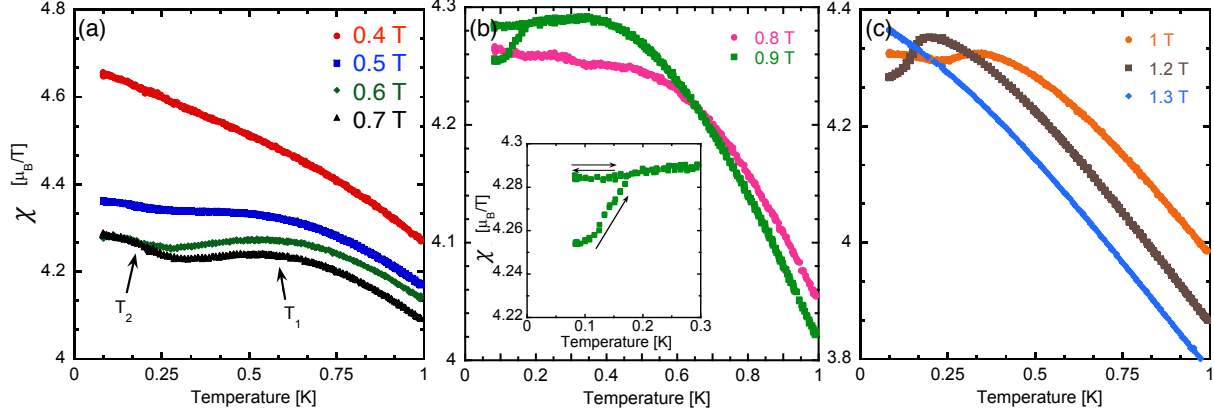 (a)
0.4 T
0.5 T
0.6 T
0.7 T
4.6
4.4
4.2
4
χ [μB/T]
T2
T1
0
0.25
0.5
0.75
1
Temperature [K]
(b)
0.8 T
0.9 T
4.3
4.2
4.1
4
0
0.2
0.4
0.6
0.8
1
Temperature [K]
4.3
4.28
4.26
4.25
4.24
4.22
χ [μB/T]
0
0.1
0.2
0.3
Temperature [K]
(c)
1 T
1.2 T
1.3 T
4.4
4.2
4
3.8
0
0.25
0.5
0.75
1
Temperature [K]